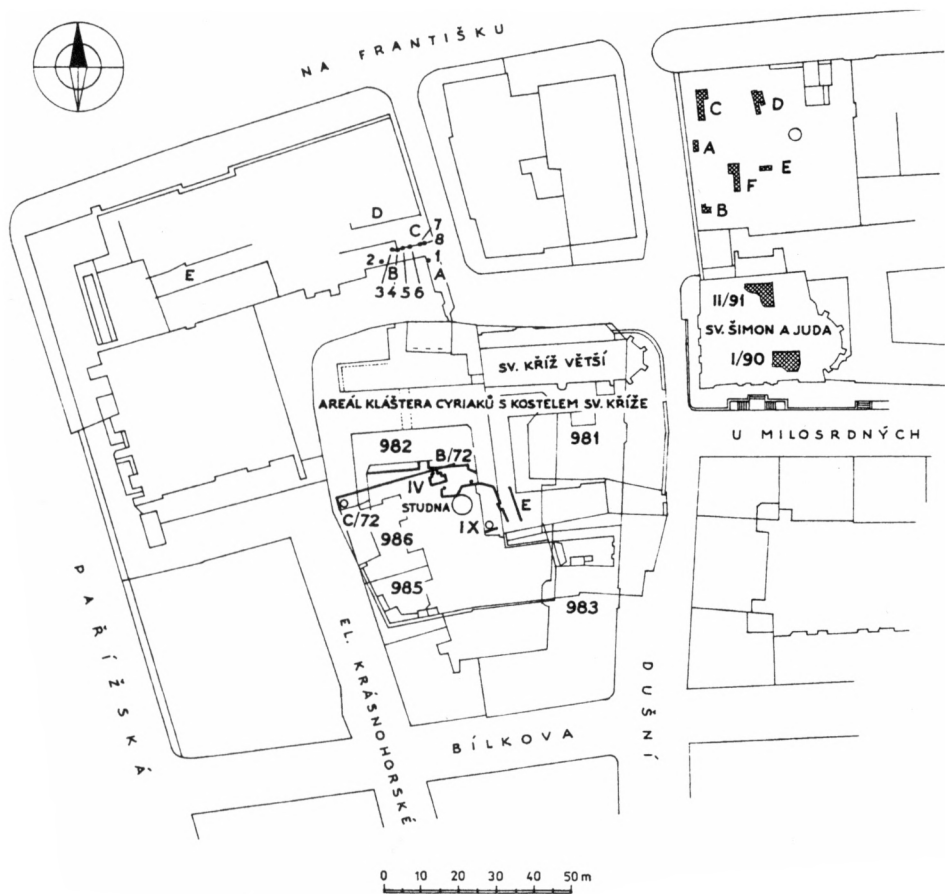 NA FRANTIŠKU
C
D
A
E
F
B
D
C
7
8
2
B
1
A
3 4 5 6
E
II/91
SV. ŠIMON A JUDA
I/90
SV. KŘÍŽ VĚTŠÍ
AREÁL KLÁŠTERA CYRIAKŮ S KOSTELEM SV. KŘÍŽE
U MILOSRDNÝCH
982
981
B/72
IV
STUDNA
E
C/72
IX
986
985
983
PAŘÍŽSKÁ
EL. KRÁSNOHORSKÉ
BÍLKOVA
DUŠNÍ
0 10 20 30 40 50 m